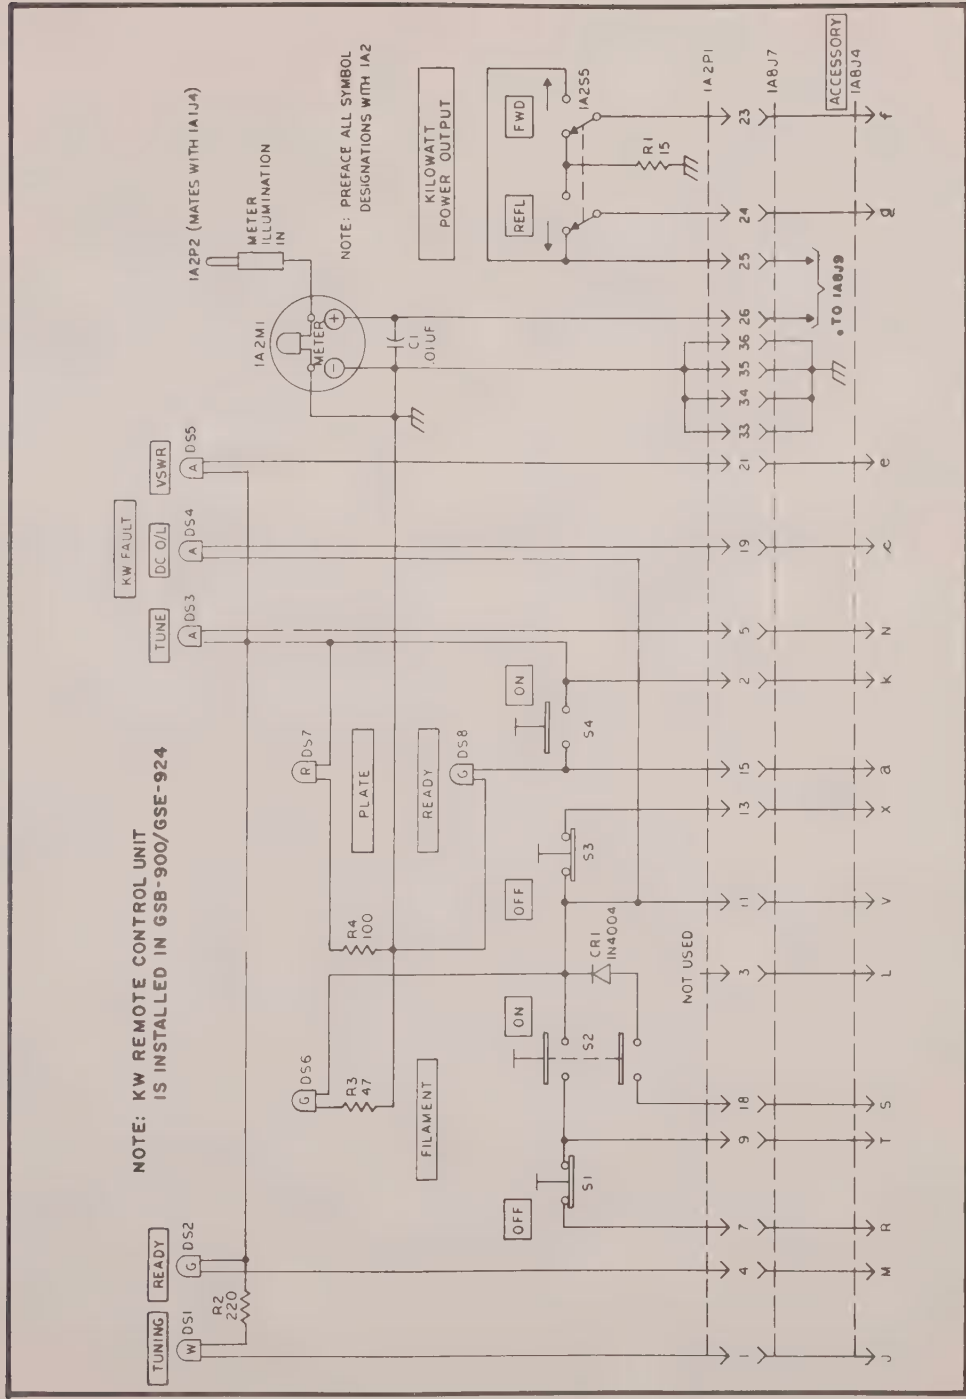 NOTE: KW REMOTE CONTROL UNIT
IS INSTALLED IN GSB-900/GSE-924
TUNING
READY
KW FAULT
TUNE
DC O/L
VSWR
W DS1
G DS2
A DS3
A DS4
A DS5
R2
220
1A2P2 (MATES WITH 1A1J4)
METER
ILLUMINATION
IN
1A2M1
METER
-
+
C1
.01UF
NOTE: PREFACE ALL SYMBOL
DESIGNATIONS WITH 1A2
G DS6
R3
47
R DS7
R4
100
PLATE
FILAMENT
READY
G DS8
KILOWATT
POWER OUTPUT
OFF
ON
OFF
ON
REFL
FWD
S1
S2
S3
S4
1A2S5
CR1
1N4004
R1
15
NOT USED
1A2P1
1 4 7 9 18 3 11 13 15 2 5 19 21 33 34 35 36 26 25 24 23
1A8J7
TO 1A8J9
ACCESSORY
1A8J4
J M R T S L V X a k N c e g f